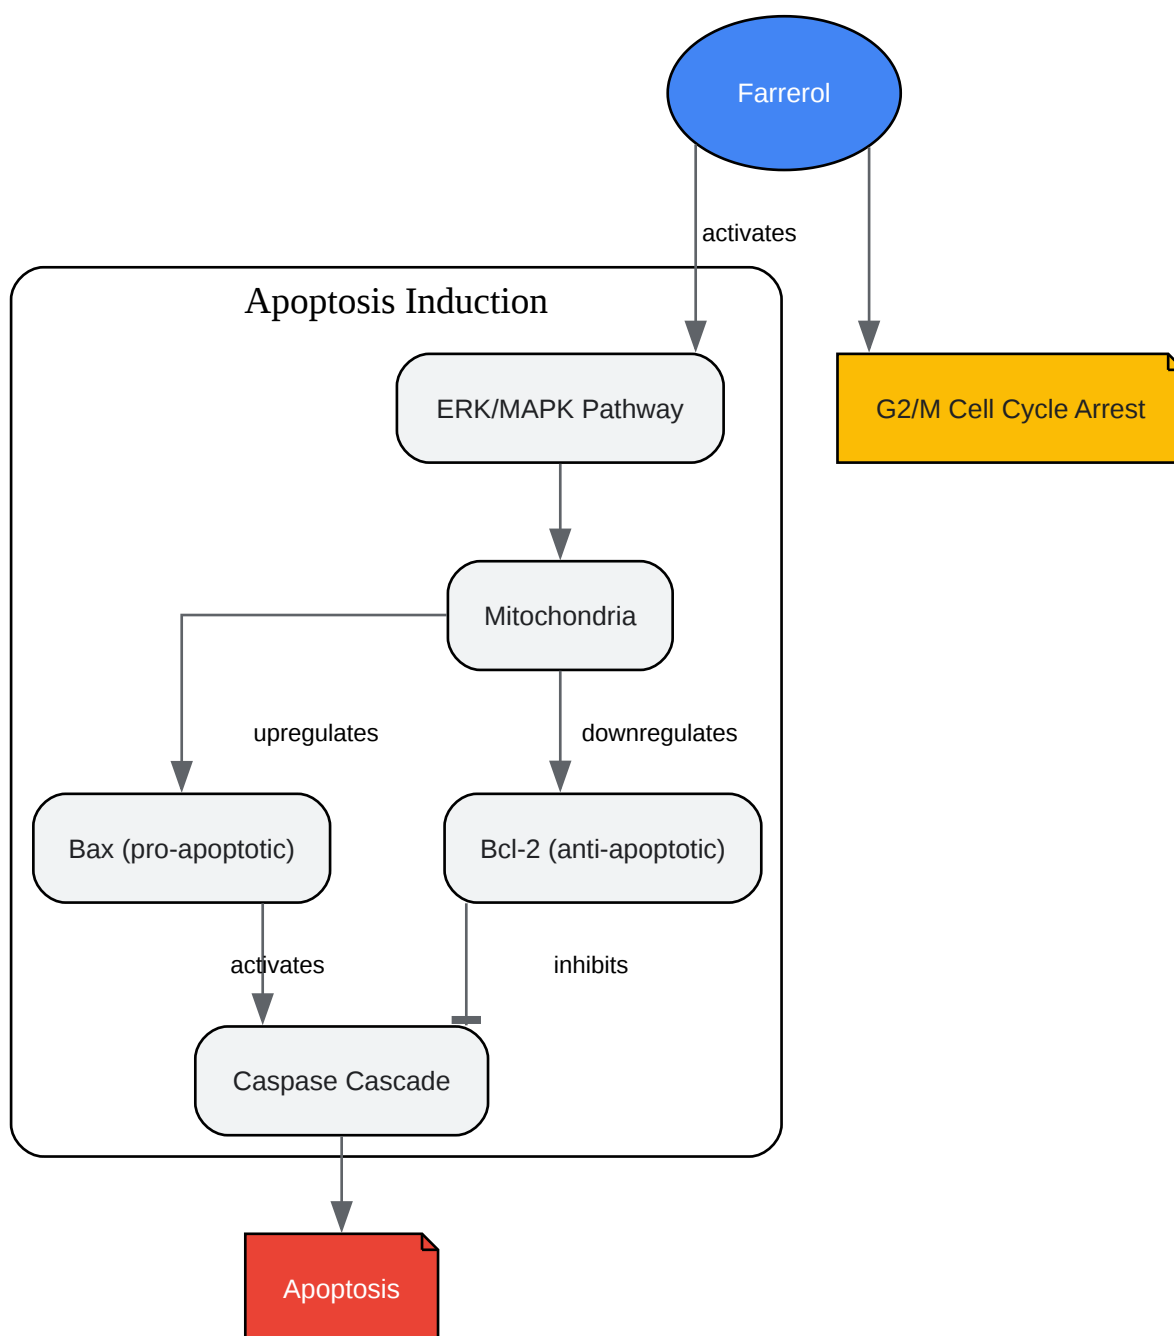 Farrerol
activates
Apoptosis Induction
ERK/MAPK Pathway
G2/M Cell Cycle Arrest
Mitochondria
upregulates
downregulates
Bax (pro-apoptotic)
Bcl-2 (anti-apoptotic)
activates
inhibits
Caspase Cascade
Apoptosis